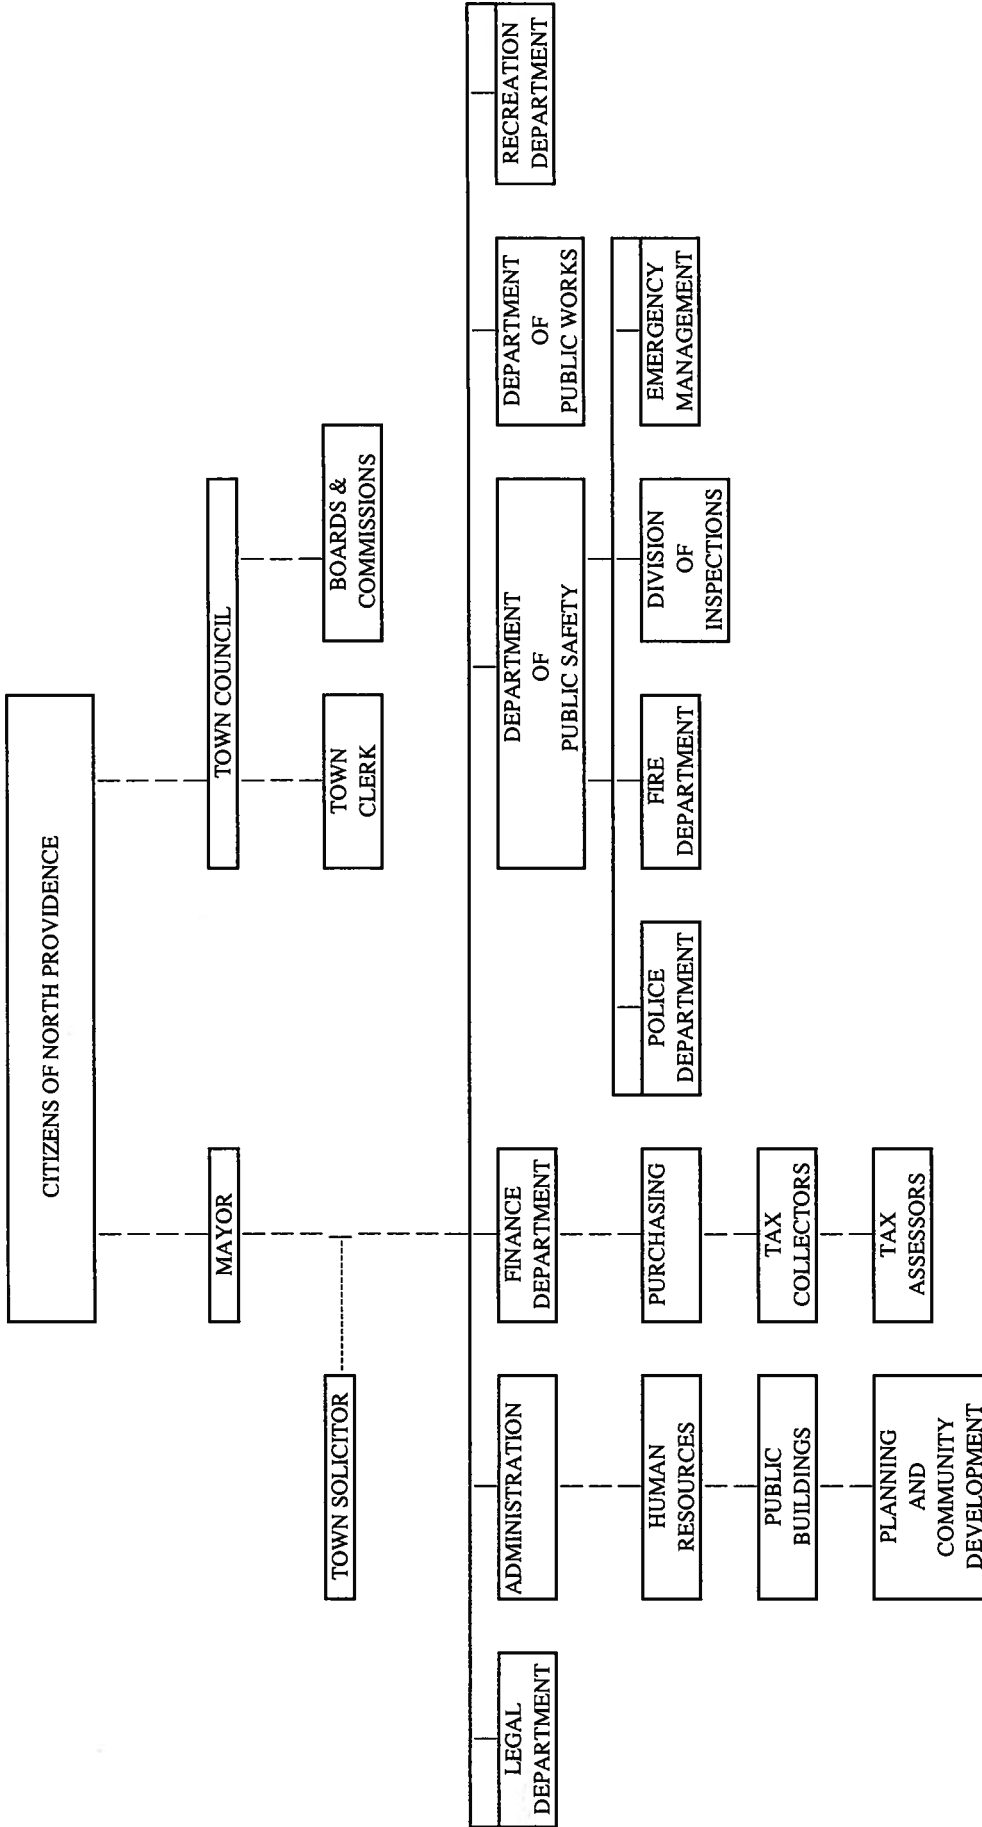 CITIZENS OF NORTH PROVIDENCE
MAYOR
TOWN COUNCIL
TOWN SOLICITOR
TOWN
CLERK
BOARDS &
COMMISSIONS
LEGAL
DEPARTMENT
ADMINISTRATION
FINANCE
DEPARTMENT
DEPARTMENT
OF
PUBLIC SAFETY
DEPARTMENT
OF
PUBLIC WORKS
RECREATION
DEPARTMENT
HUMAN
RESOURCES
PURCHASING
POLICE
DEPARTMENT
FIRE
DEPARTMENT
DIVISION
OF
INSPECTIONS
EMERGENCY
MANAGEMENT
PUBLIC
BUILDINGS
TAX
COLLECTORS
PLANNING
AND
COMMUNITY
DEVELOPMENT
TAX
ASSESSORS